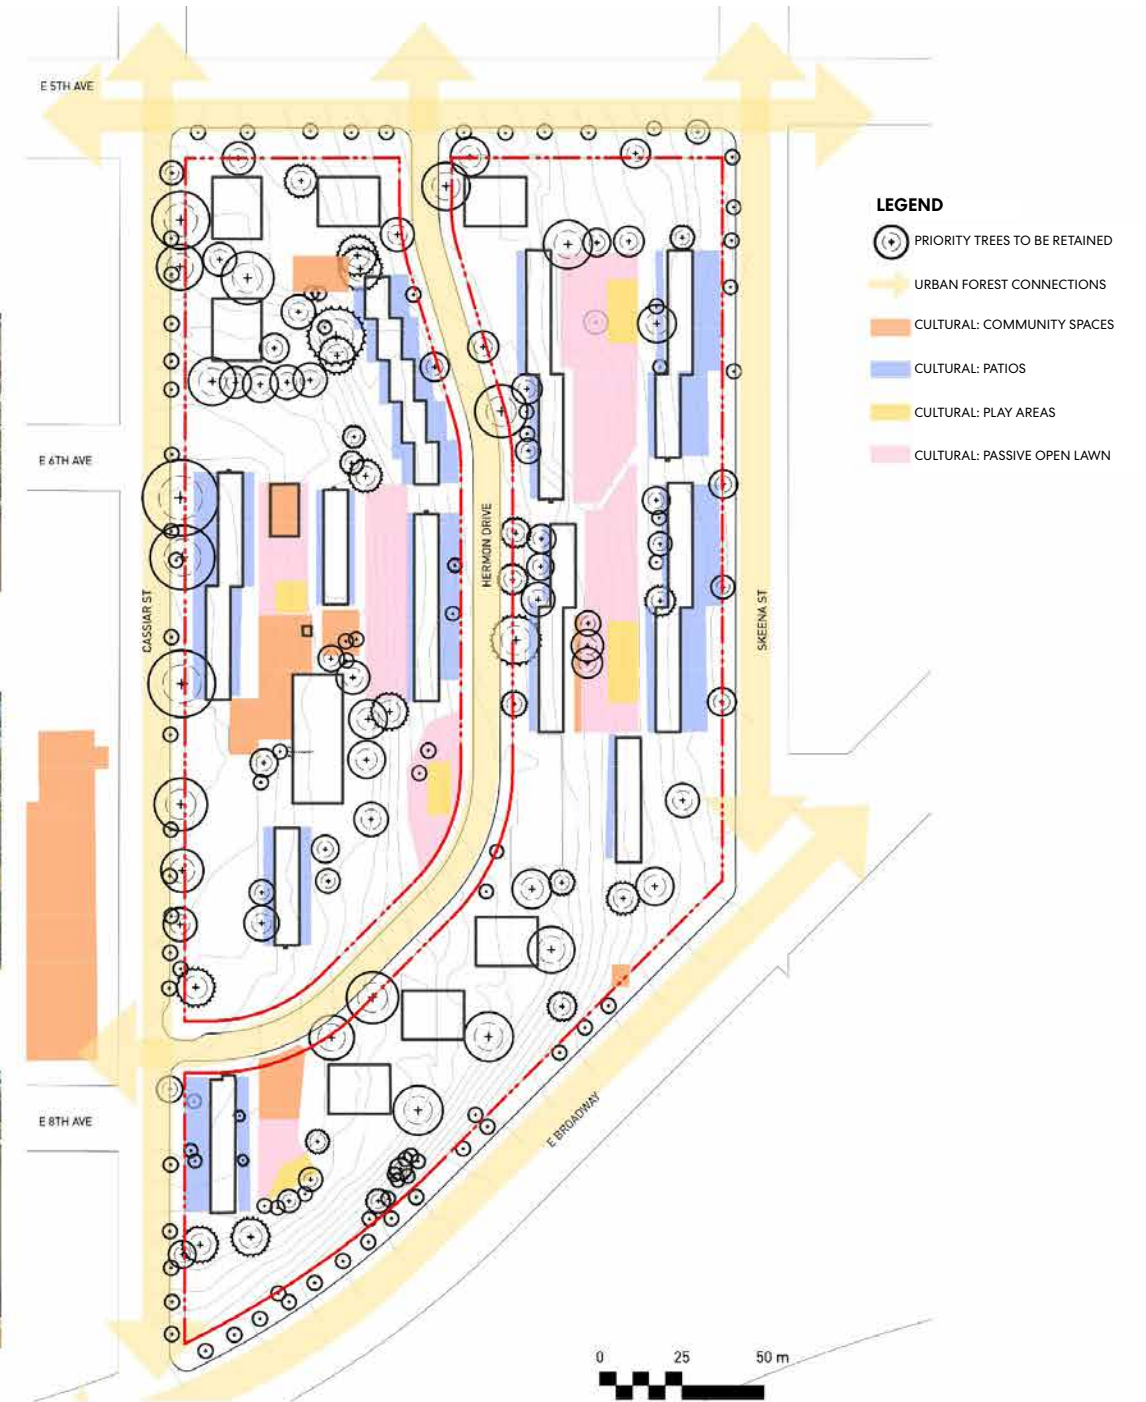 E 5TH AVE
LEGEND
PRIORITY TREES TO BE RETAINED
URBAN FOREST CONNECTIONS
CULTURAL: COMMUNITY SPACES
CULTURAL: PATIOS
CULTURAL: PLAY AREAS
CULTURAL: PASSIVE OPEN LAWN
E 6TH AVE
HERMON DRIVE
CASSIAR ST
SKEENA ST
E 8TH AVE
E BROADWAY
0 25 50 m